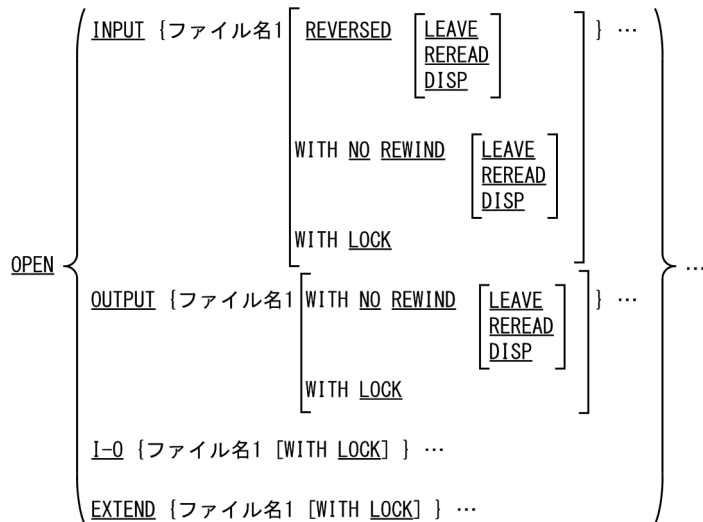 INPUT {ファイル名1 [REVERSED [LEAVE } …
REREAD
DISP]
WITH NO REWIND [LEAVE
REREAD
DISP]
WITH LOCK]
OPEN { …
OUTPUT {ファイル名1 [WITH NO REWIND [LEAVE } …
REREAD
DISP]
WITH LOCK]
I-O {ファイル名1 [WITH LOCK] } …
EXTEND {ファイル名1 [WITH LOCK] } …